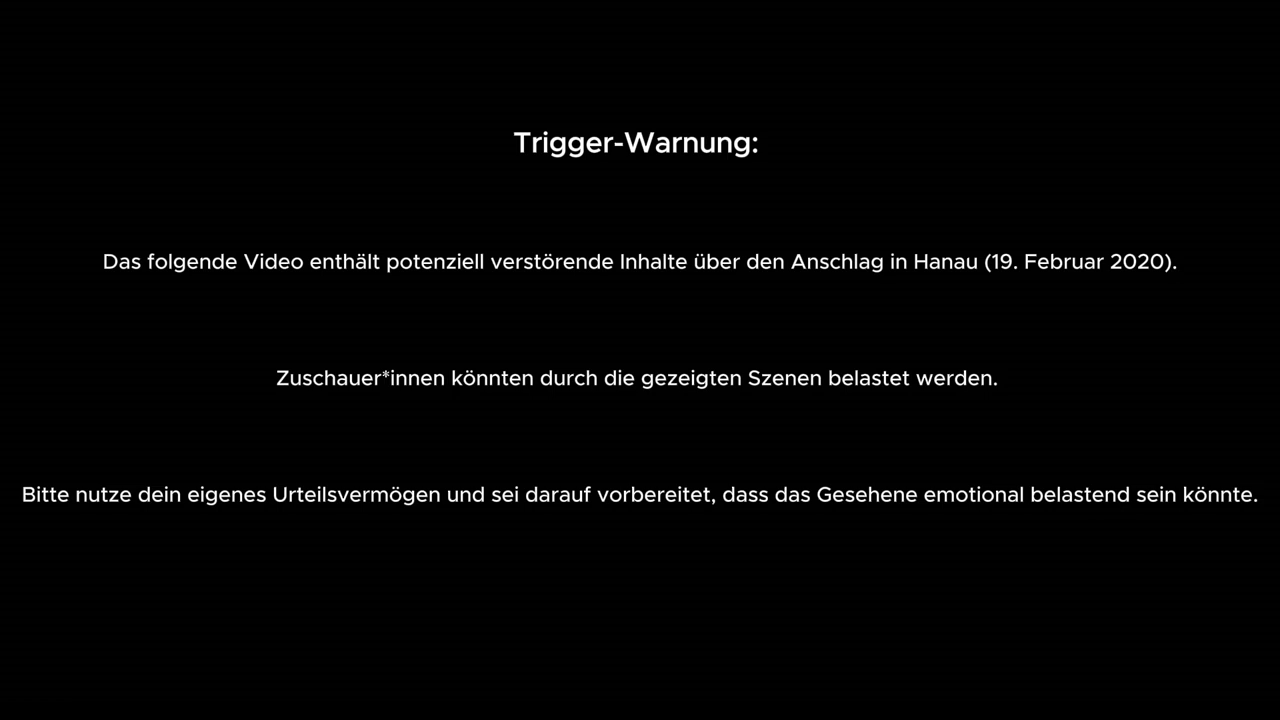 Trigger-Warnung:
Das folgende Video enthält potenziell verstörende Inhalte über den Anschlag in Hanau (19. Februar 2020).
Zuschauer*innen könnten durch die gezeigten Szenen belastet werden.
Bitte nutze dein eigenes Urteilsvermögen und sei darauf vorbereitet, dass das Gesehene emotional belastend sein könnte.